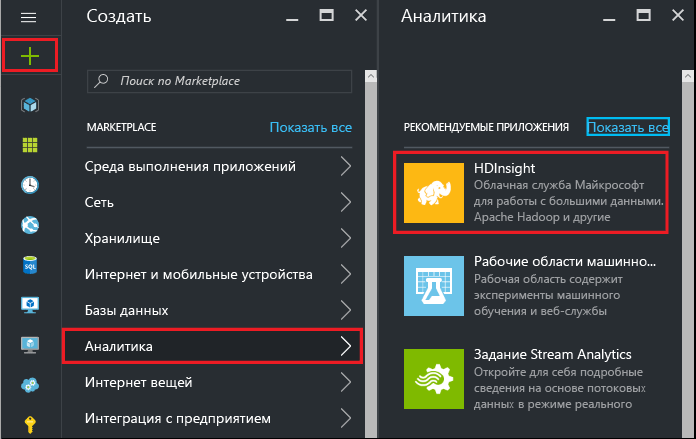 Создать
Поиск по Marketplace
MARKETPLACE
Показать все
Среда выполнения приложений
Сеть
Хранилище
Интернет и мобильные устройства
Базы данных
Аналитика
Интернет вещей
Интеграция с предприятием
SQL
Аналитика
РЕКОМЕНДУЕМЫЕ ПРИЛОЖЕНИЯ
Показать все
HDInsight
Облачная служба Майкрософт
для работы с большими данными.
Apache Hadoop и другие
Рабочие области машинно...
Рабочая область содержит
эксперименты машинного
обучения и веб-службы
Задание Stream Analytics
Откройте для себя подробные
сведения на основе потоковых
данных в режиме реального